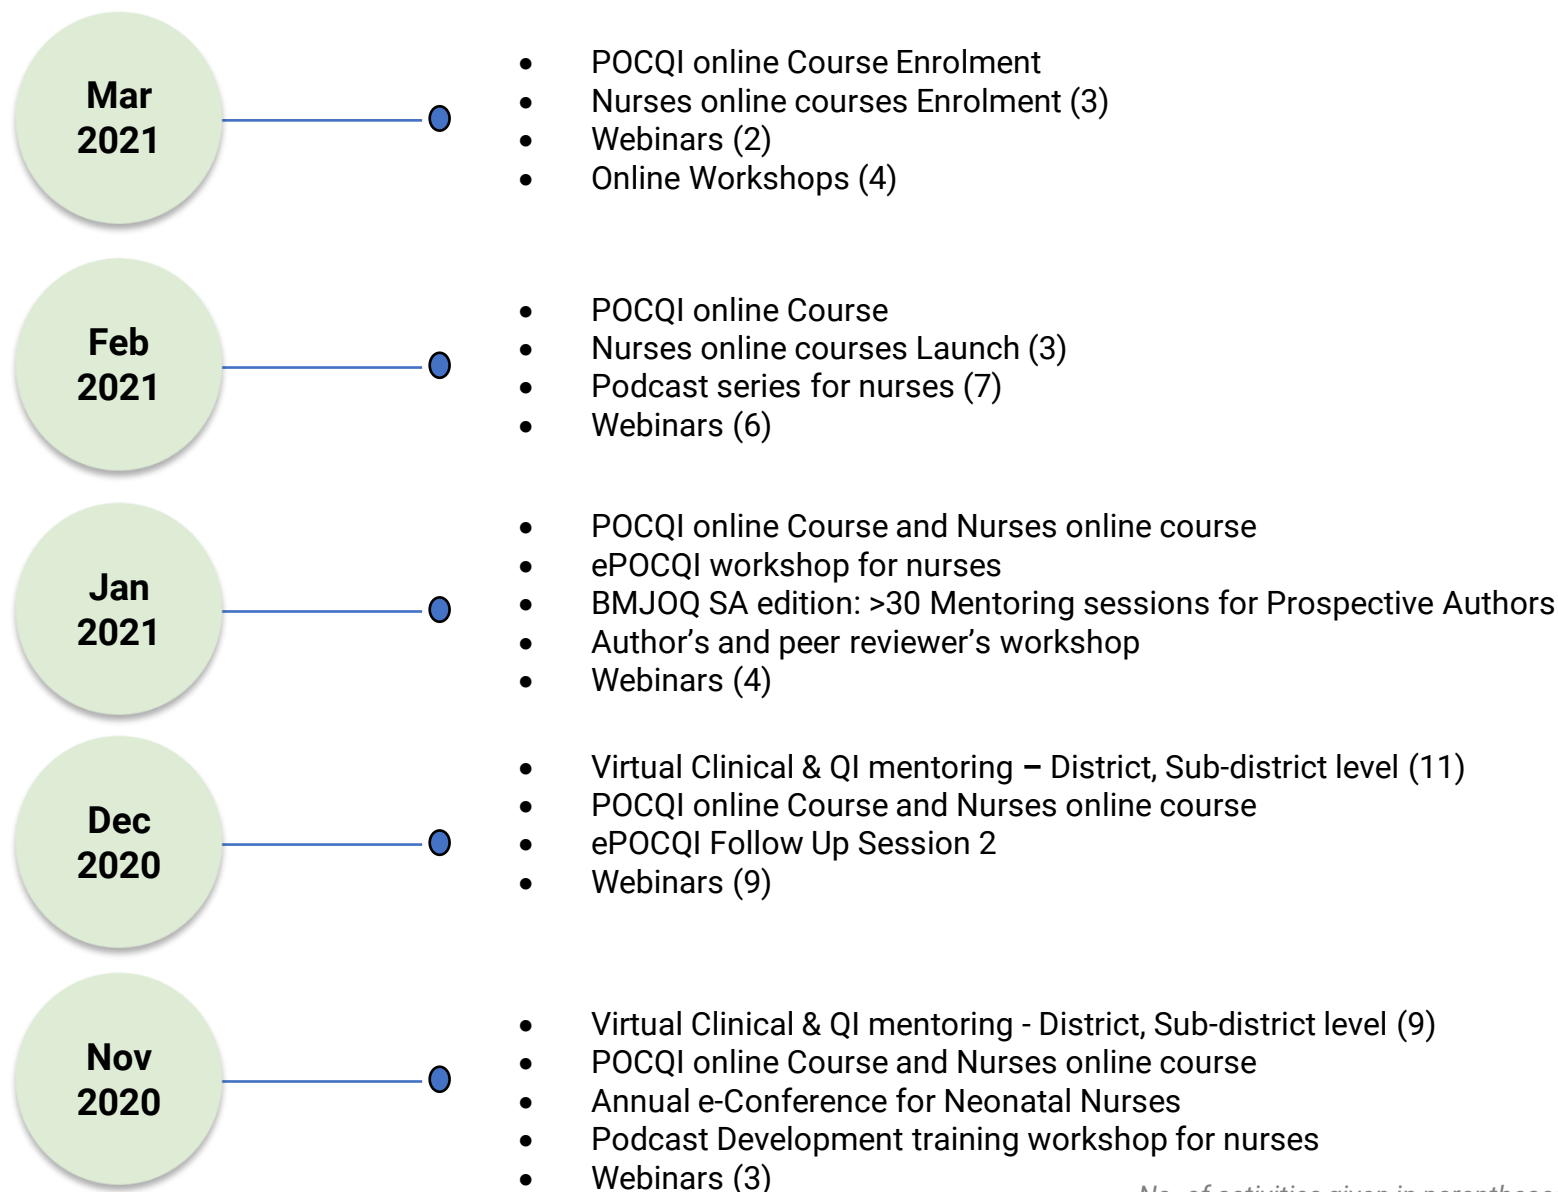 Mar
2021
• POCQI online Course Enrolment
• Nurses online courses Enrolment (3)
• Webinars (2)
• Online Workshops (4)
Feb
2021
• POCQI online Course
• Nurses online courses Launch (3)
• Podcast series for nurses (7)
• Webinars (6)
Jan
2021
• POCQI online Course and Nurses online course
• ePOCQI workshop for nurses
• BMJOQ SA edition: >30 Mentoring sessions for Prospective Authors
• Author’s and peer reviewer’s workshop
• Webinars (4)
Dec
2020
• Virtual Clinical & QI mentoring – District, Sub-district level (11)
• POCQI online Course and Nurses online course
• ePOCQI Follow Up Session 2
• Webinars (9)
Nov
2020
• Virtual Clinical & QI mentoring - District, Sub-district level (9)
• POCQI online Course and Nurses online course
• Annual e-Conference for Neonatal Nurses
• Podcast Development training workshop for nurses
• Webinars (3)
No. of activities given in